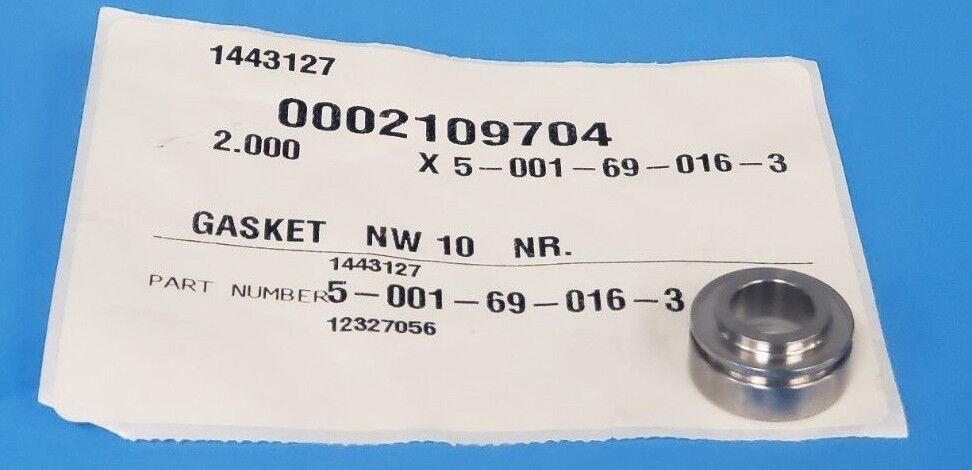 1443127
0002109704
2.000 X 5-001-69-016-3
GASKET NW 10 NR.
1443127
PART NUMBER 5-001-69-016-3
12327056